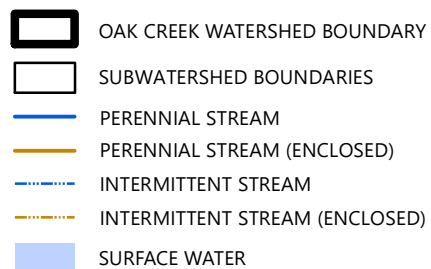 OAK CREEK WATERSHED BOUNDARY
SUBWATERSHED BOUNDARIES
PERENNIAL STREAM
PERENNIAL STREAM (ENCLOSED)
INTERMITTENT STREAM
INTERMITTENT STREAM (ENCLOSED)
SURFACE WATER